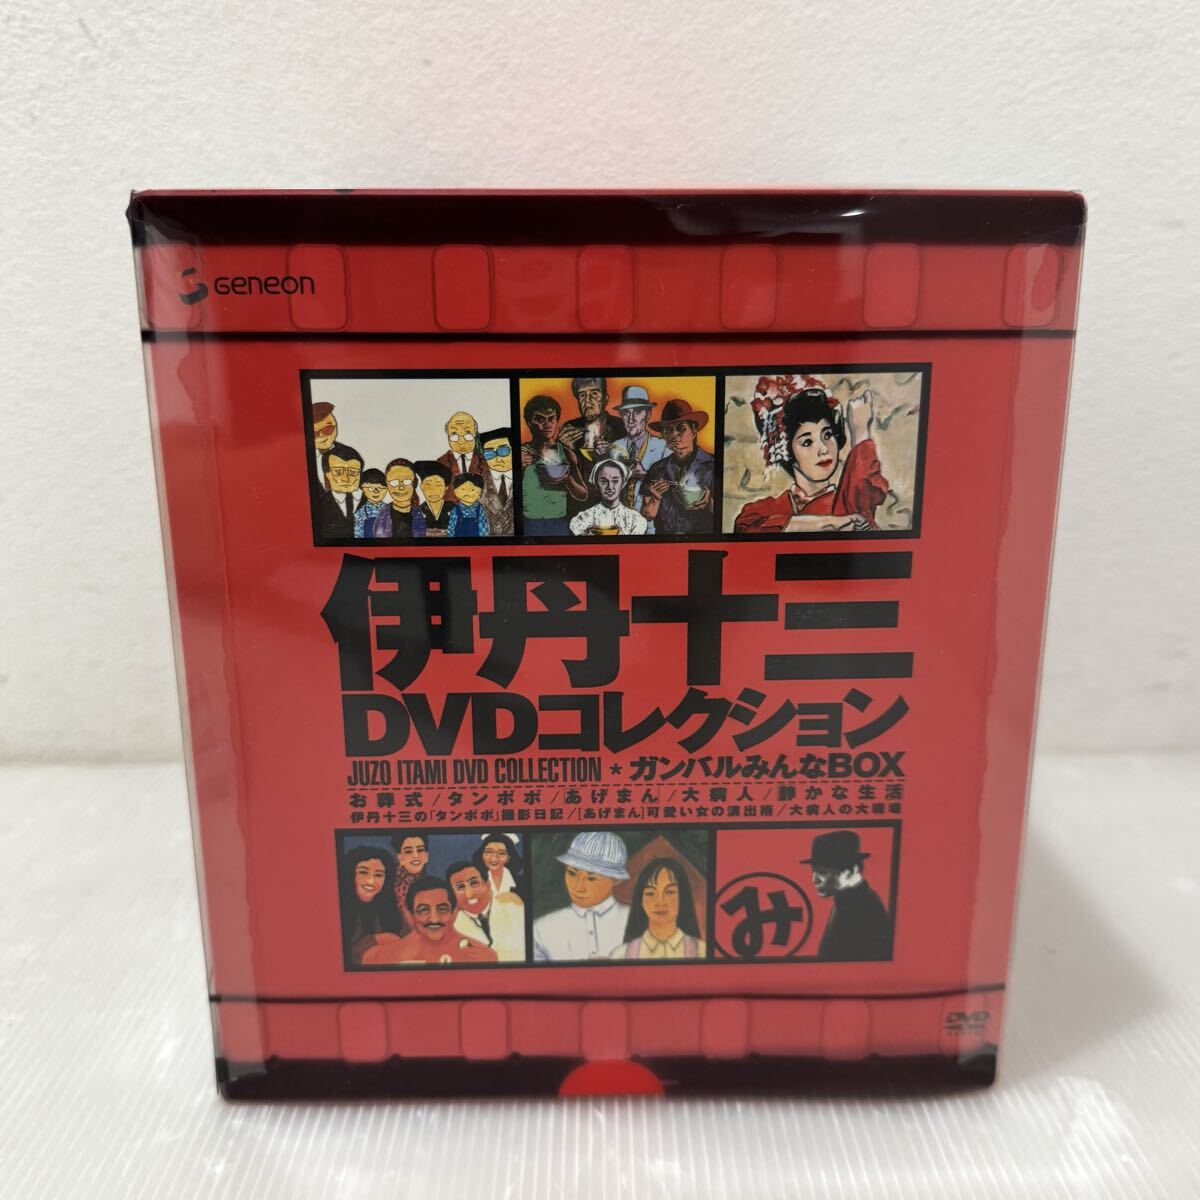 Geneon
伊丹十三
DVDコレクション
JUZO ITAMI DVD COLLECTION * ガンバルみんなBOX
お葬式/タンポポ/[あげまん]/大病人/静かな生活
伊丹十三の「タンポポ」撮影日記/[あげまん]可愛い女の演出術/大病人の大現場
み
DVD
VIDEO